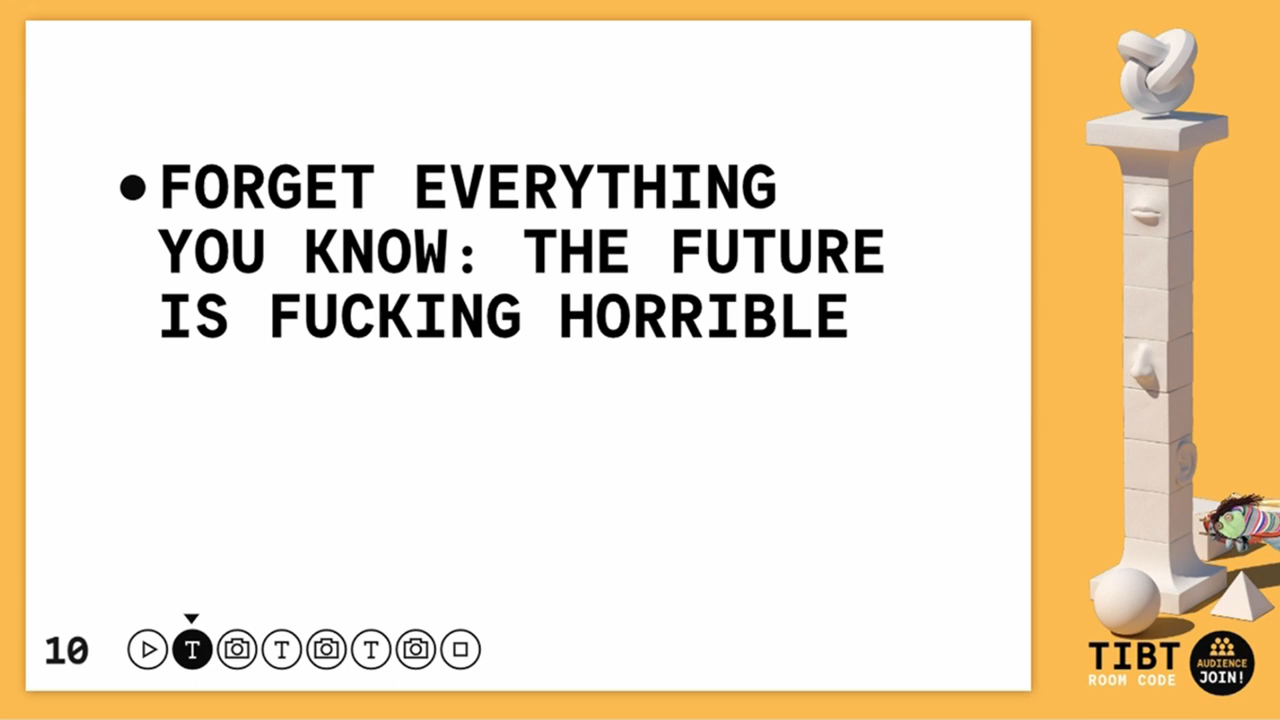 FORGET EVERYTHING
YOU KNOW: THE FUTURE
IS FUCKING HORRIBLE
10
T
T
T
TIBT
ROOM CODE
AUDIENCE
JOIN!